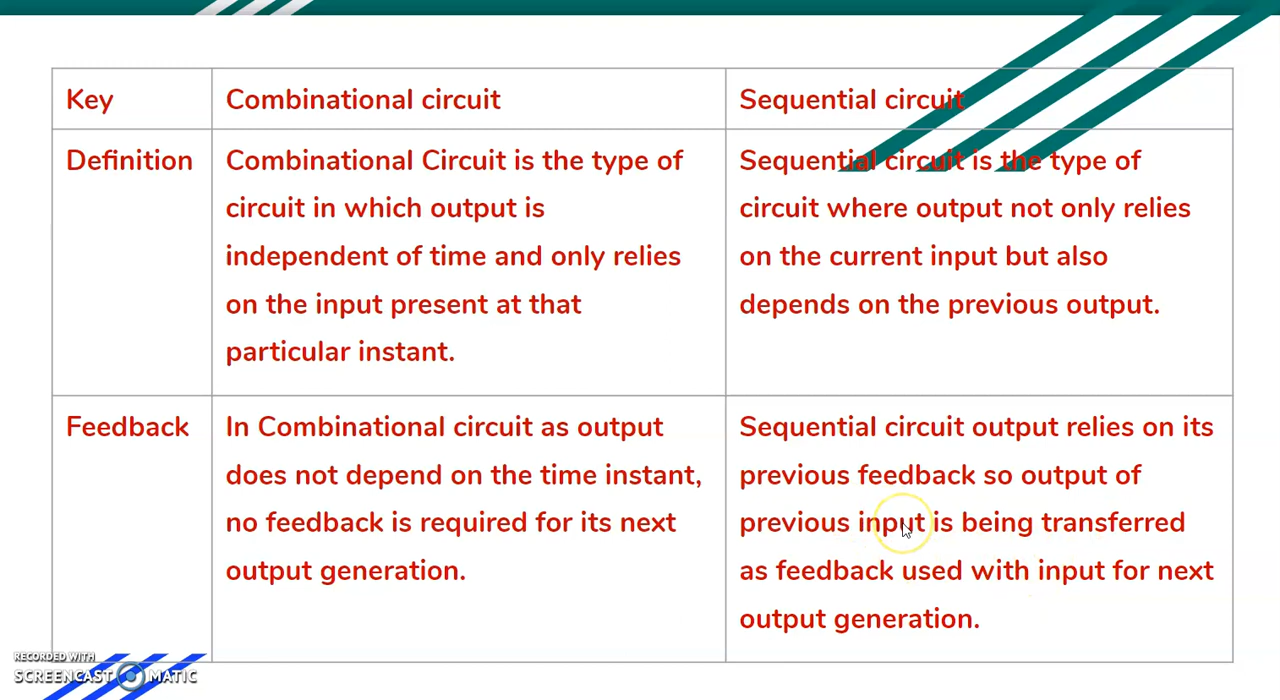 Key
Combinational circuit
Sequential circuit
Definition
Combinational Circuit is the type of
circuit in which output is
independent of time and only relies
on the input present at that
particular instant.
Sequential circuit is the type of
circuit where output not only relies
on the current input but also
depends on the previous output.
Feedback
In Combinational circuit as output
does not depend on the time instant,
no feedback is required for its next
output generation.
Sequential circuit output relies on its
previous feedback so output of
previous input is being transferred
as feedback used with input for next
output generation.
RECORDED WITH
SCREENCAST MATIC